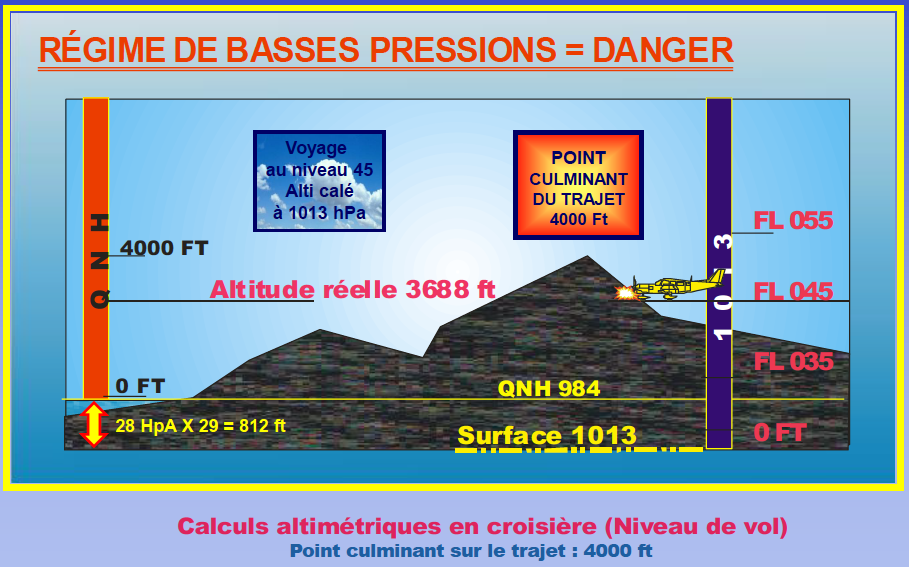 RÉGIME DE BASSES PRESSIONS = DANGER
Voyage
au niveau 45
Alti calé
à 1013 hPa
POINT
CULMINANT
DU TRAJET
4000 Ft
QNH
1013
FL 055
4000 FT
Altitude réelle 3688 ft
FL 045
FL 035
0 FT
QNH 984
28 HpA X 29 = 812 ft
Surface 1013
0 FT
Calculs altimétriques en croisière (Niveau de vol)
Point culminant sur le trajet : 4000 ft